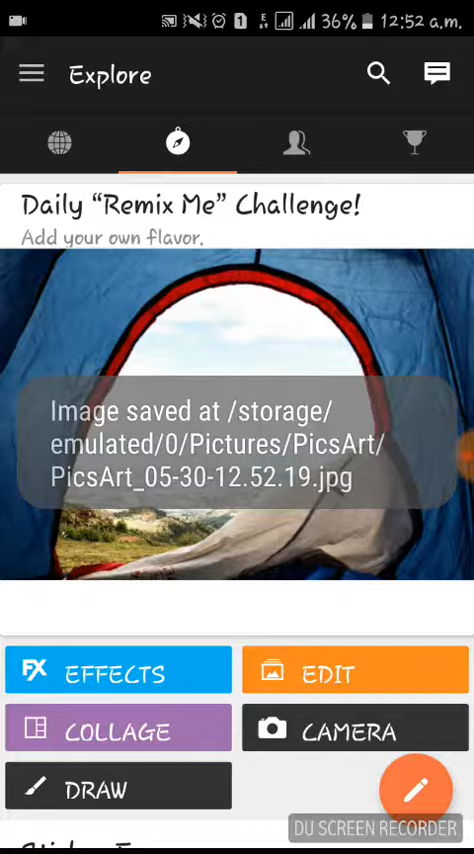 36% 12:52 a.m.
Explore
Daily “Remix Me” Challenge!
Add your own flavor.
Image saved at /storage/
emulated/0/Pictures/PicsArt/
PicsArt_05-30-12.52.19.jpg
FX EFFECTS
EDIT
COLLAGE
CAMERA
DRAW
DU SCREEN RECORDER